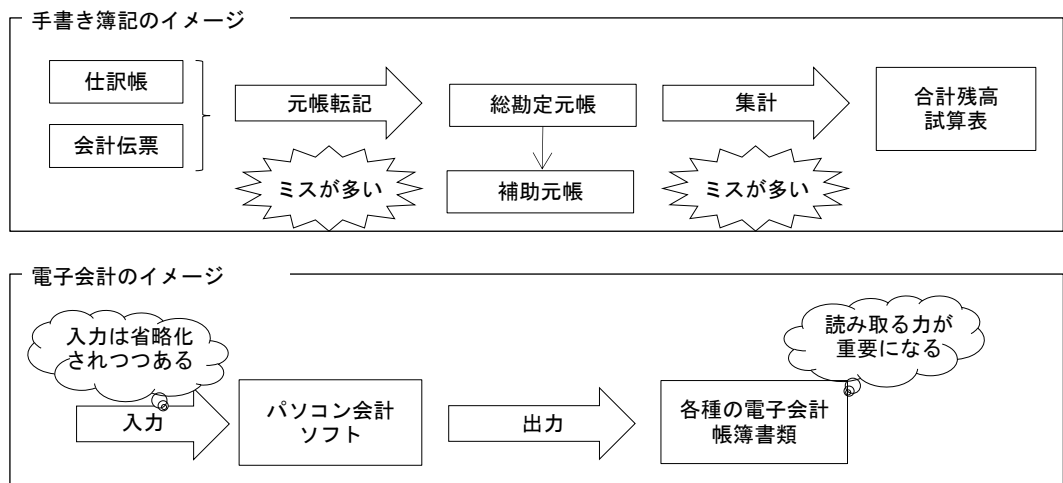 手書き簿記のイメージ
仕訳帳
会計伝票
元帳転記
ミスが多い
総勘定元帳
補助元帳
集計
ミスが多い
合計残高
試算表
電子会計のイメージ
入力は省略化
されつつある
入力
パソコン会計
ソフト
出力
各種の電子会計
帳簿書類
読み取る力が
重要になる